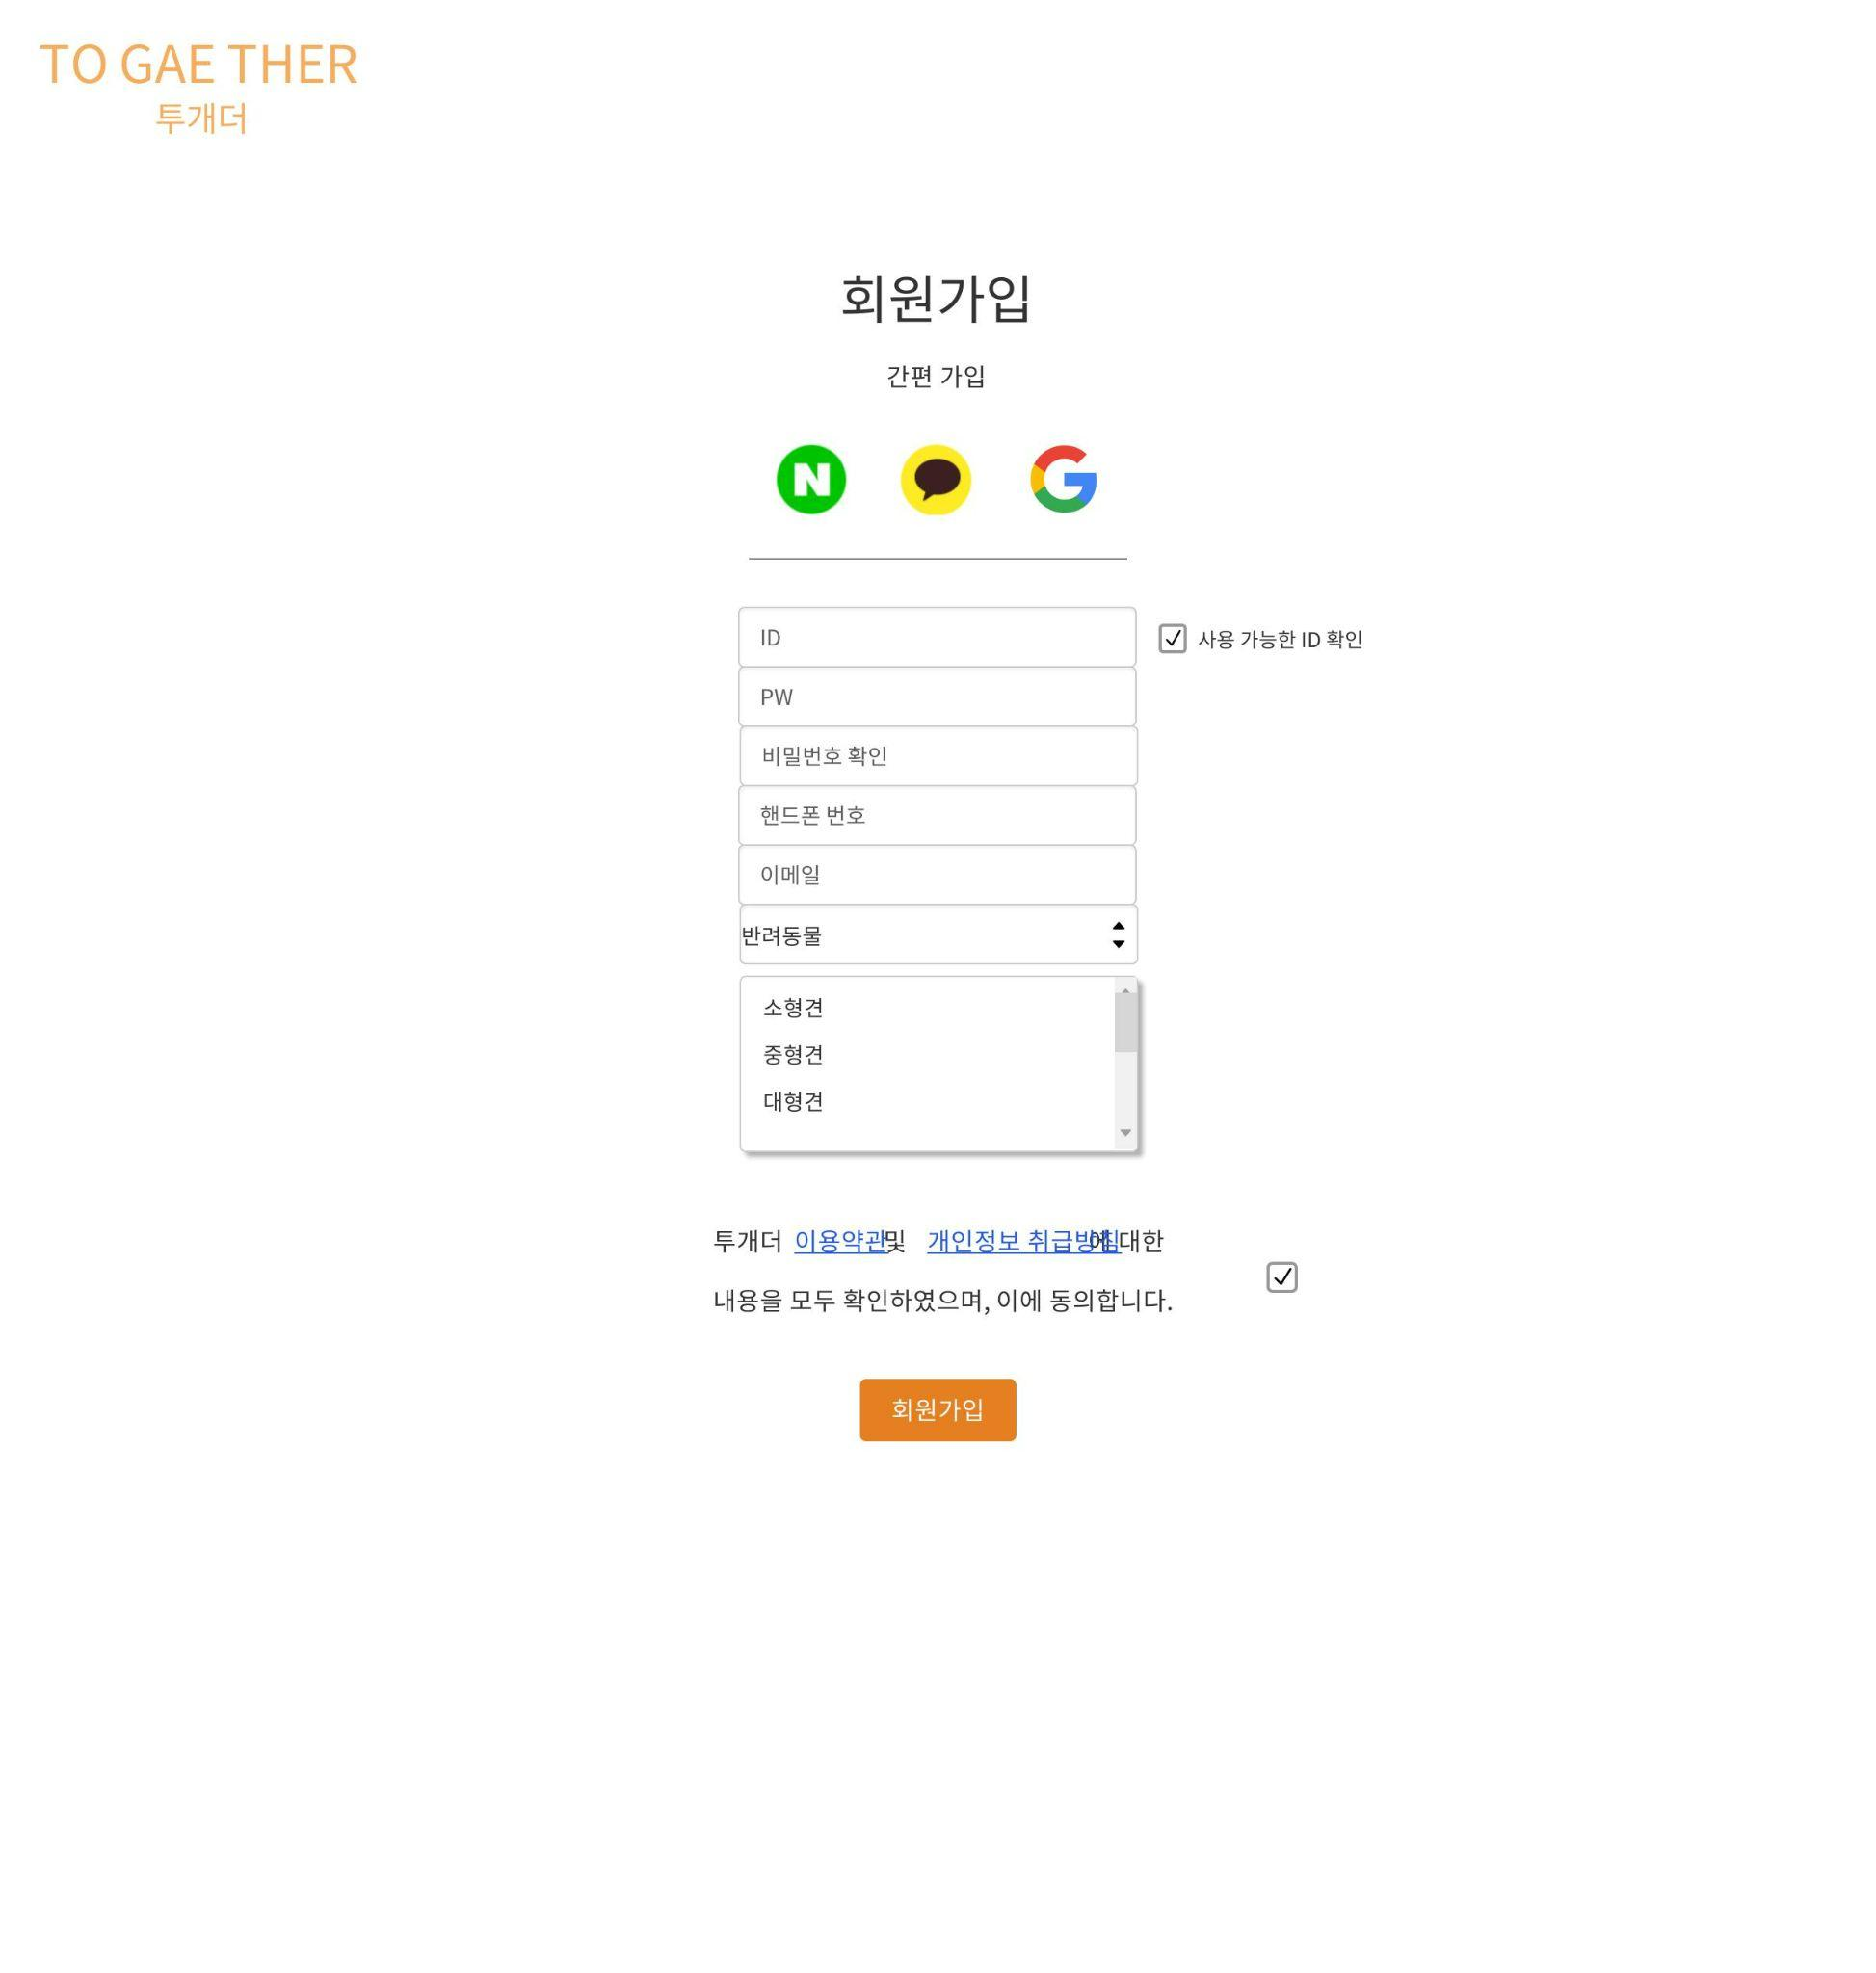 TO GAE THER
투개더
회원가입
간편 가입
ID
사용 가능한 ID 확인
PW
비밀번호 확인
핸드폰 번호
이메일
반려동물
소형견
중형견
대형견
투개더 이용약관및 개인정보 취급방침에 대한
내용을 모두 확인하였으며, 이에 동의합니다.
회원가입